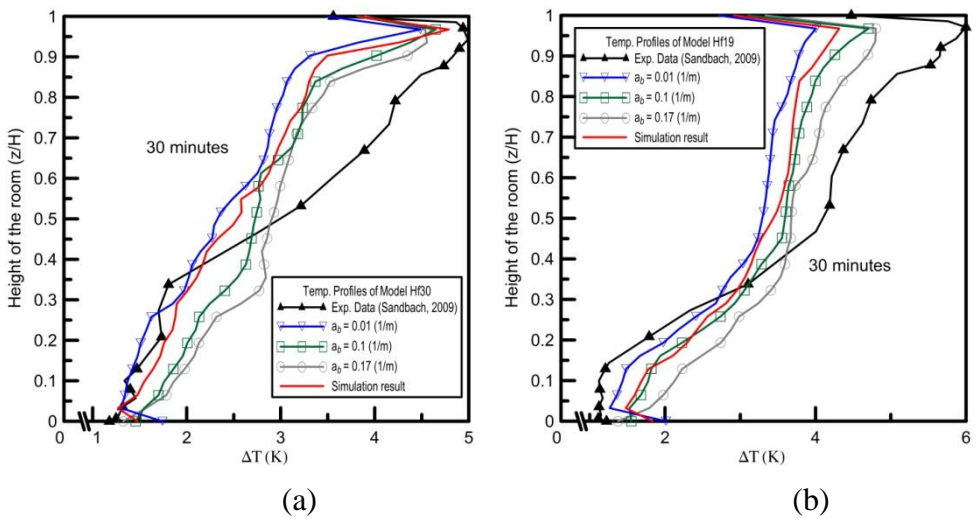 Height of the room (z/H)
1
0.9
0.8
0.7
0.6
0.5
0.4
0.3
0.2
0.1
0
30 minutes
Temp. Profiles of Model Hf30
Exp. Data (Sandbach, 2009)
a_b = 0.01 (1/m)
a_b = 0.1 (1/m)
a_b = 0.17 (1/m)
Simulation result
0 1 2 3 4 5
ΔT (K)
(a)
Height of the room (z/H)
1
0.9
0.8
0.7
0.6
0.5
0.4
0.3
0.2
0.1
0
Temp. Profiles of Model Hf19
Exp. Data (Sandbach, 2009)
a_b = 0.01 (1/m)
a_b = 0.1 (1/m)
a_b = 0.17 (1/m)
Simulation result
30 minutes
0 2 4 6
ΔT (K)
(b)